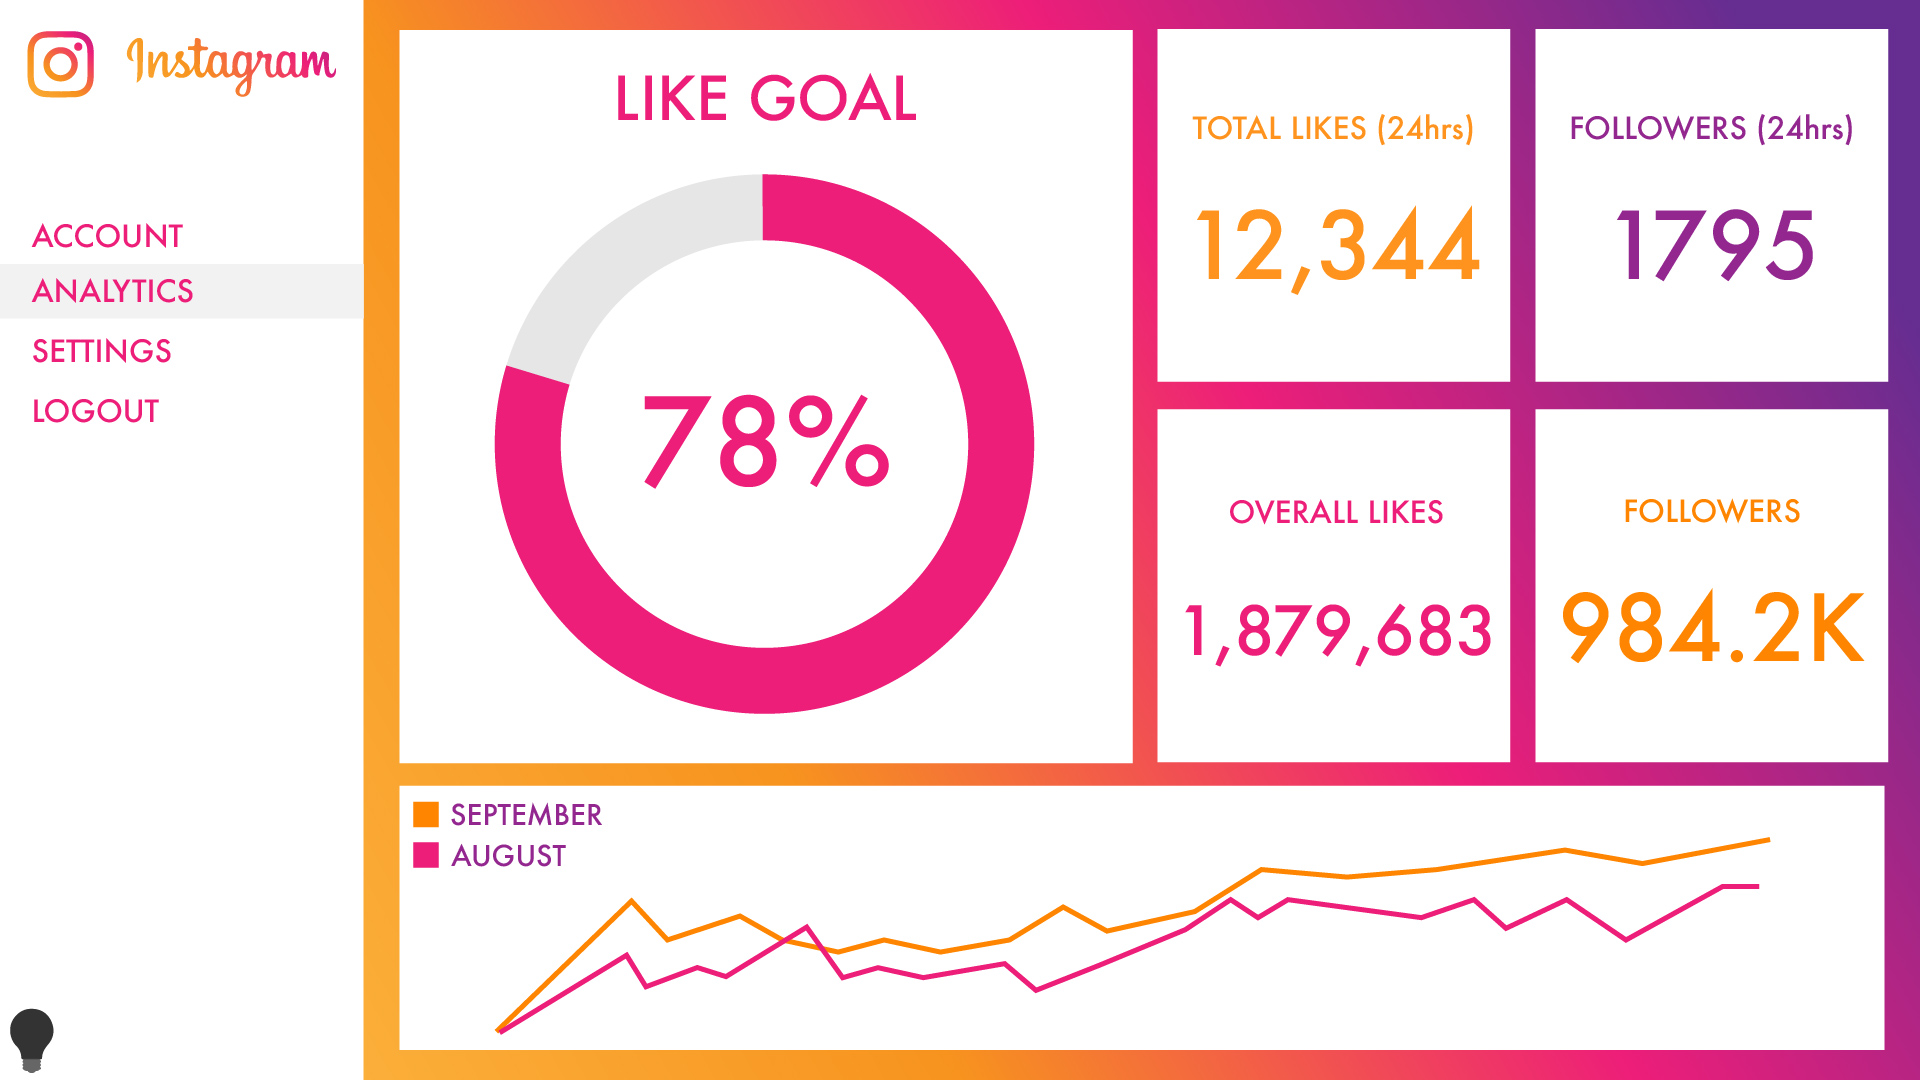 Instagram
ACCOUNT
ANALYTICS
SETTINGS
LOGOUT
LIKE GOAL
78%
TOTAL LIKES (24hrs)
12,344
FOLLOWERS (24hrs)
1795
OVERALL LIKES
1,879,683
FOLLOWERS
984.2K
SEPTEMBER
AUGUST